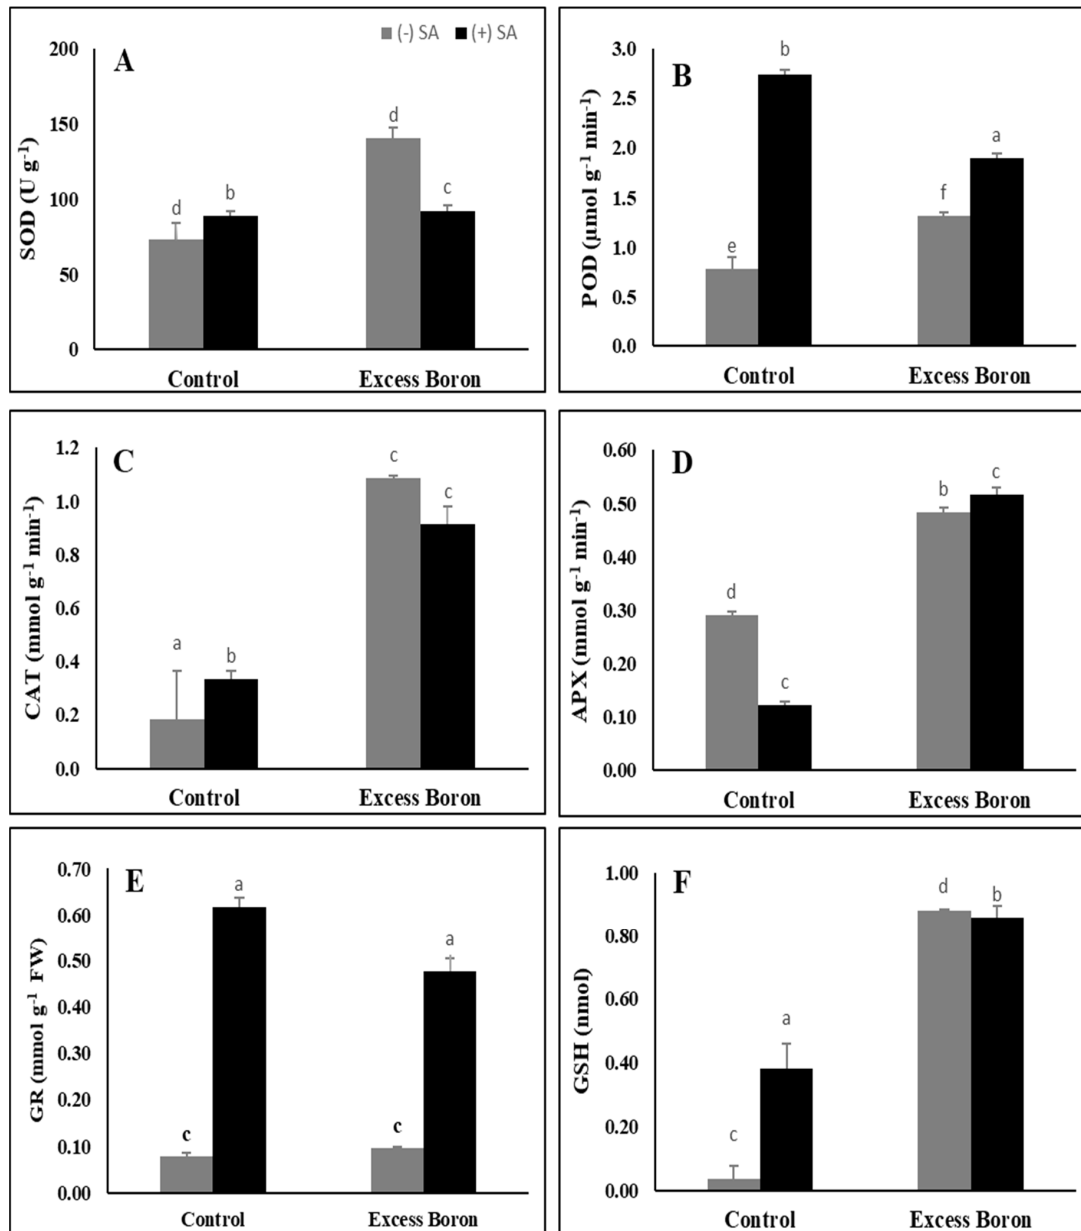 (-) SA (+) SA
A
SOD (U g⁻¹)
200
150
100
50
0
d
b
d
c
Control Excess Boron
B
POD (µmol g⁻¹ min⁻¹)
3.0
2.5
2.0
1.5
1.0
0.5
0.0
e
b
f
a
Control Excess Boron
C
CAT (mmol g⁻¹ min⁻¹)
1.2
1.0
0.8
0.6
0.4
0.2
0.0
a
b
c
c
Control Excess Boron
D
APX (mmol g⁻¹ min⁻¹)
0.60
0.50
0.40
0.30
0.20
0.10
0.00
d
c
b
c
Control Excess Boron
E
GR (mmol g⁻¹ FW)
0.70
0.60
0.50
0.40
0.30
0.20
0.10
0.00
c
a
c
a
Control Excess Boron
F
GSH (nmol)
1.00
0.80
0.60
0.40
0.20
0.00
c
a
d
b
Control Excess Boron